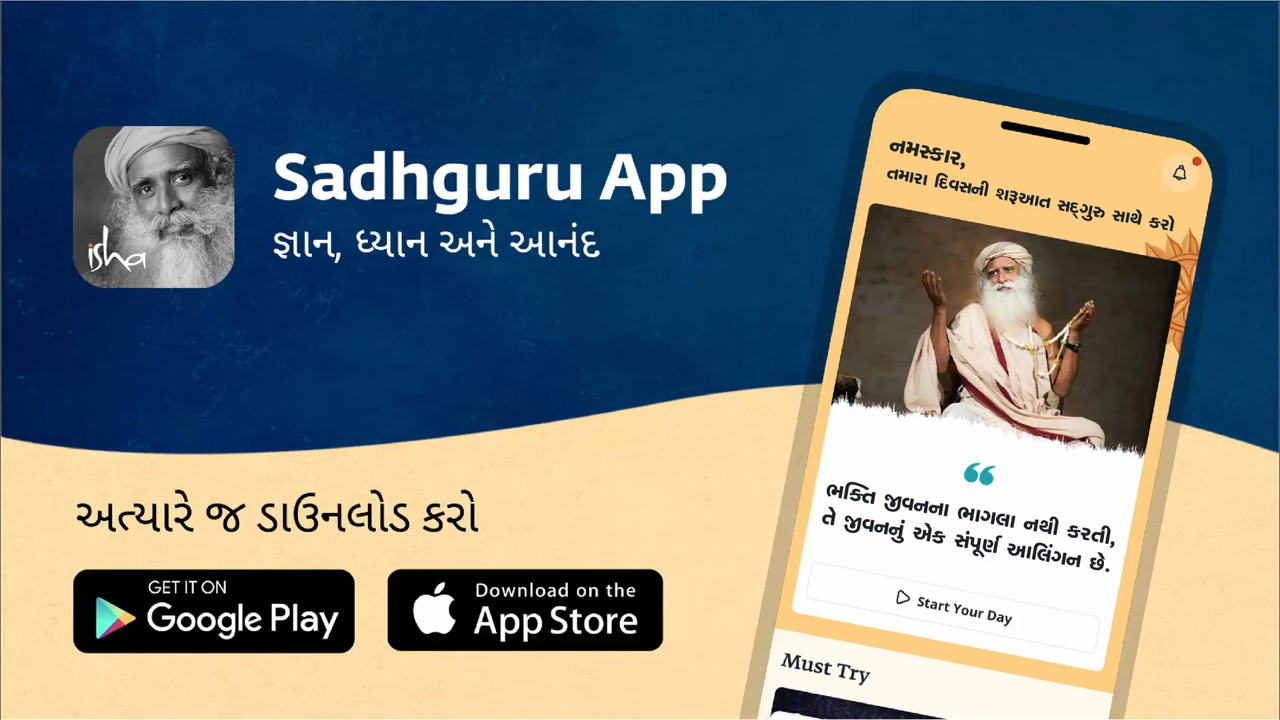 isha
Sadhguru App
જ્ઞાન, ધ્યાન અને આનંદ
અત્યારે જ ડાઉનલોડ કરો
GET IT ON
Google Play
Download on the
App Store
નમસ્કાર,
તમારા દિવસની શરૂઆત સદ્‌ગુરુ સાથે કરો
“
ભક્તિ જીવનના ભાગલા નથી કરતી,
તે જીવનનું એક સંપૂર્ણ આલિંગન છે.
Start Your Day
Must Try